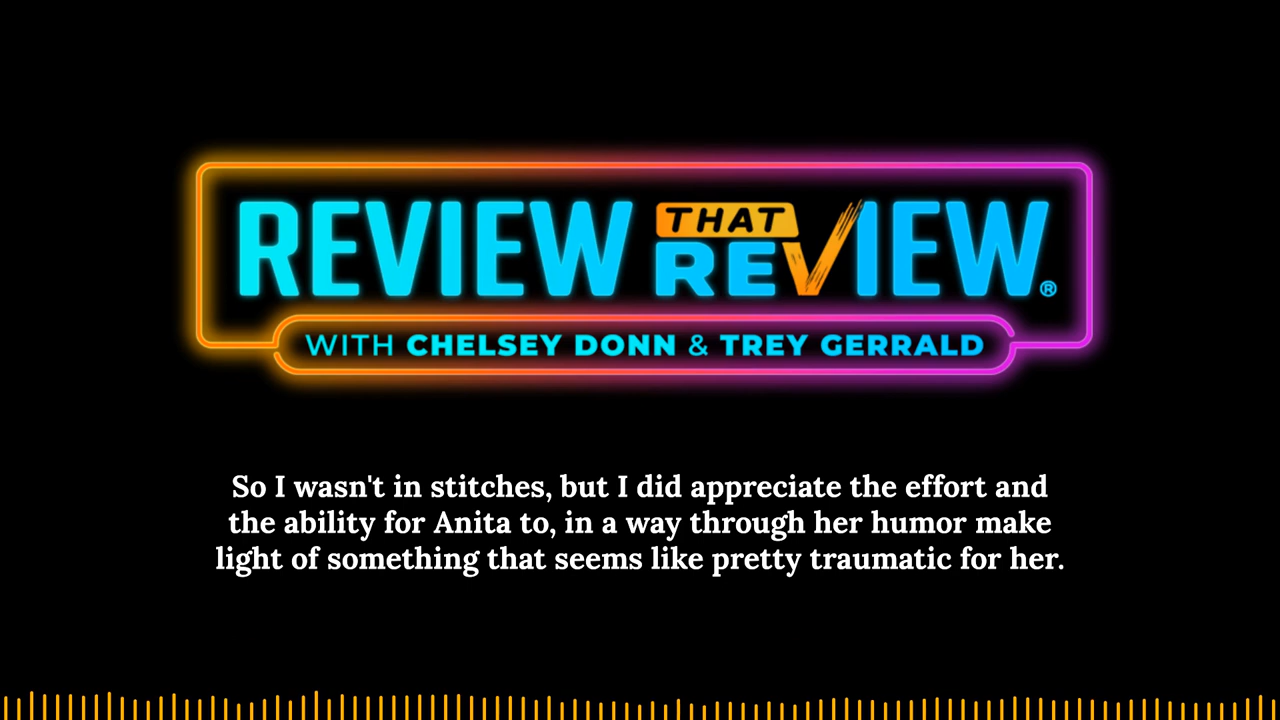 REVIEW THAT REVIEW®
WITH CHELSEY DONN & TREY GERRALD
So I wasn't in stitches, but I did appreciate the effort and
the ability for Anita to, in a way through her humor make
light of something that seems like pretty traumatic for her.